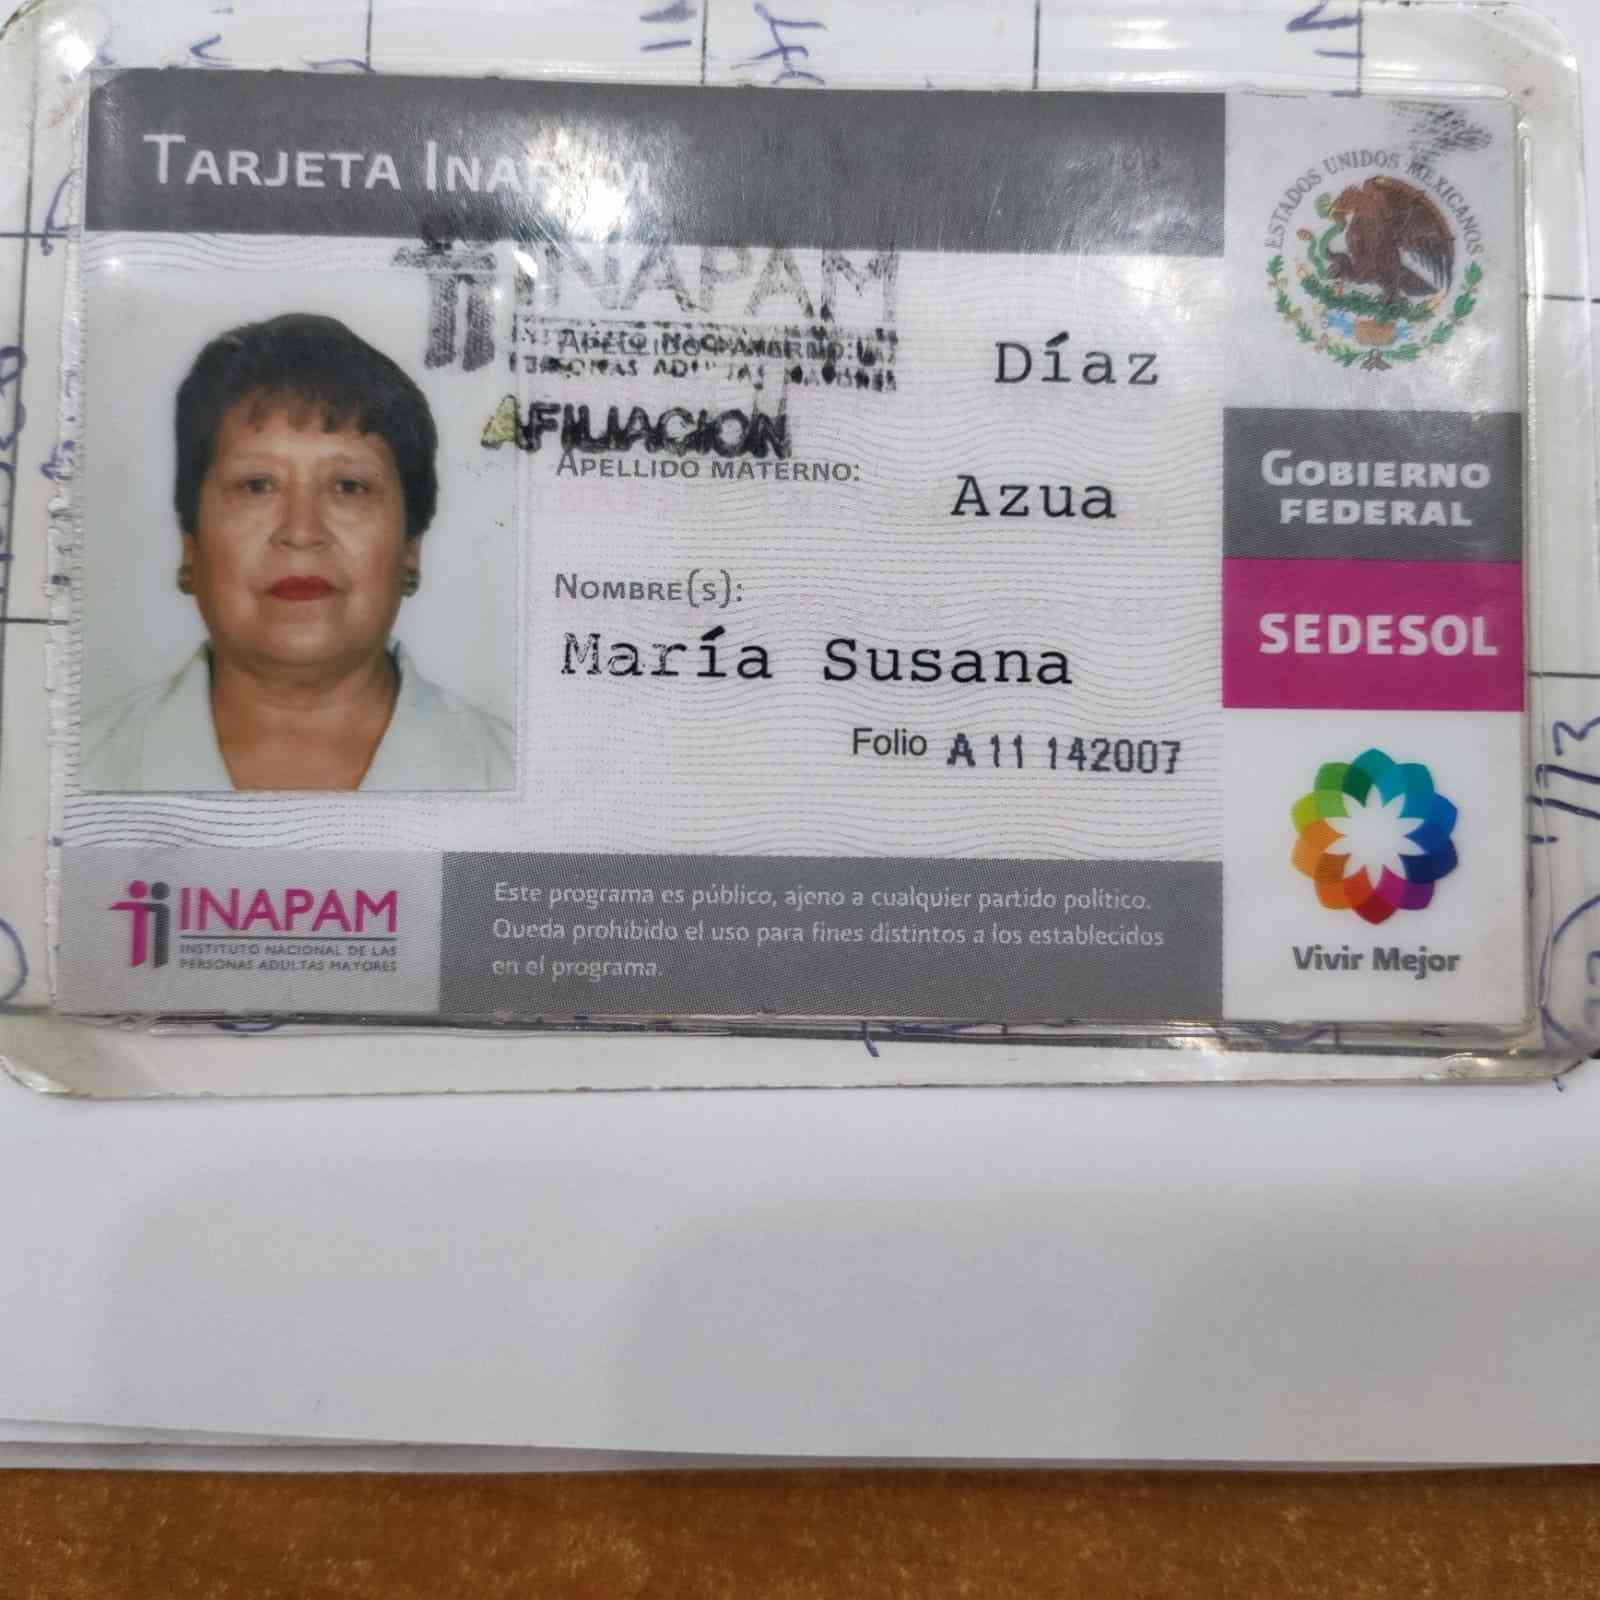 TARJETA INAPAM
ESTADOS UNIDOS MEXICANOS
INAPAM
APELLIDO PATERNO:
Díaz
AFILIACION
APELLIDO MATERNO:
Azua
NOMBRE(S):
María Susana
Folio A 11 142007
GOBIERNO
FEDERAL
SEDESOL
Vivir Mejor
INAPAM
INSTITUTO NACIONAL DE LAS
PERSONAS ADULTAS MAYORES
Este programa es público, ajeno a cualquier partido político.
Queda prohibido el uso para fines distintos a los establecidos
en el programa.